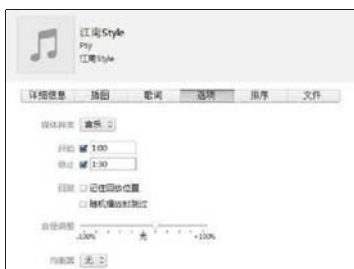 江南Style
Psy
江南Style
详细信息 插图 歌词 选项 排序 文件
媒体种类 音乐
开始 1:00
停止 1:30
回放 记住回放位置
随机播放时跳过
音量调整
-100% 无 +100%
均衡器 无